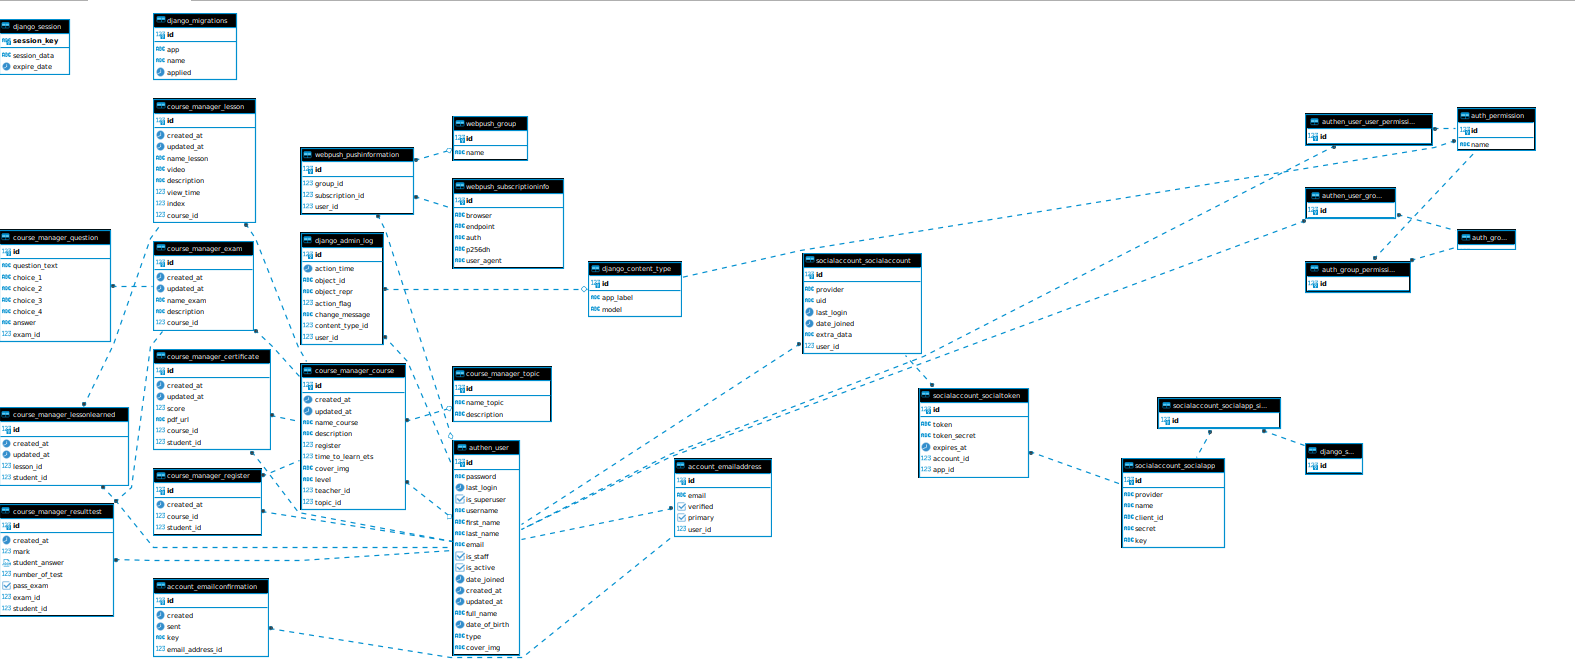 django_session
session_key
session_data
expire_date
django_migrations
id
app
name
applied
course_manager_lesson
id
created_at
updated_at
name_lesson
video
description
view_time
index
course_id
course_manager_question
id
question_text
choice_1
choice_2
choice_3
choice_4
answer
exam_id
course_manager_exam
id
created_at
updated_at
name_exam
description
course_id
course_manager_certificate
id
created_at
updated_at
score
pdf_url
course_id
student_id
course_manager_lessonlearned
id
created_at
updated_at
lesson_id
student_id
course_manager_register
id
created_at
course_id
student_id
course_manager_resulttest
id
created_at
mark
student_answer
number_of_test
pass_exam
exam_id
student_id
account_emailconfirmation
id
created
sent
key
email_address_id
webpush_pushinformation
id
group_id
subscription_id
user_id
django_admin_log
id
action_time
object_id
object_repr
action_flag
change_message
content_type_id
user_id
course_manager_course
id
created_at
updated_at
name_course
description
register
time_to_learn_ets
cover_img
level
teacher_id
topic_id
webpush_group
id
name
webpush_subscriptioninfo
id
browser
endpoint
auth
p256dh
user_agent
course_manager_topic
id
name_topic
description
authen_user
id
password
last_login
is_superuser
username
first_name
last_name
email
is_staff
is_active
date_joined
created_at
updated_at
full_name
date_of_birth
type
cover_img
django_content_type
id
app_label
model
account_emailaddress
id
email
verified
primary
user_id
socialaccount_socialaccount
id
provider
uid
last_login
date_joined
extra_data
user_id
socialaccount_socialtoken
id
token
token_secret
expires_at
account_id
app_id
socialaccount_socialapp_si...
id
socialaccount_socialapp
id
provider
name
client_id
secret
key
django_s...
id
authen_user_user_permissi...
id
auth_permission
id
name
authen_user_gro...
id
auth_gro...
auth_group_permissi...
id